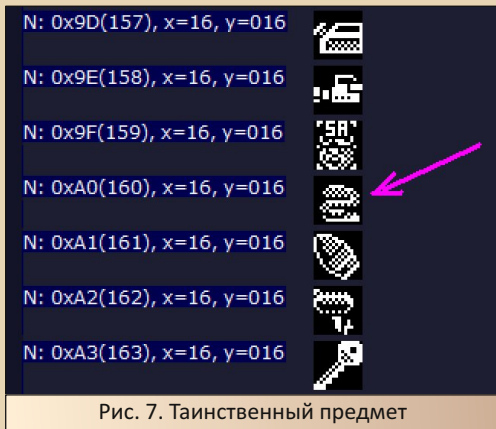 N: 0x9D(157), x=16, y=016
N: 0x9E(158), x=16, y=016
N: 0x9F(159), x=16, y=016
SA
N: 0xA0(160), x=16, y=016
N: 0xA1(161), x=16, y=016
N: 0xA2(162), x=16, y=016
N: 0xA3(163), x=16, y=016
Рис. 7. Таинственный предмет